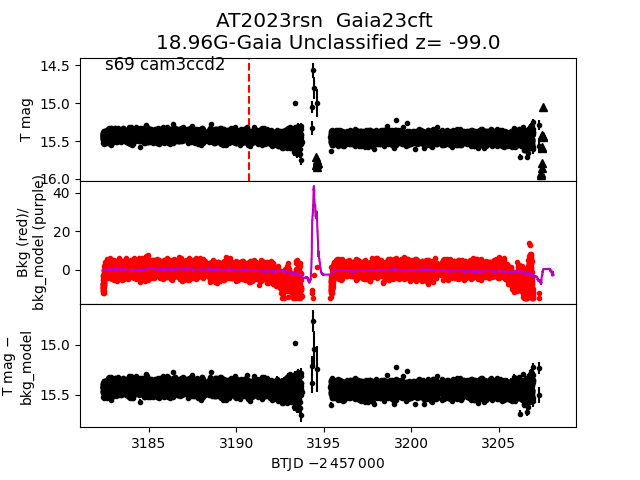 AT2023rsn  Gaia23cft
18.96G-Gaia Unclassified z= -99.0
s69 cam3ccd2
14.5
15.0
15.5
16.0
T mag
40
20
0
Bkg (red)/
bkg_model (purple)
15.0
15.5
T mag −
bkg_model
3185
3190
3195
3200
3205
BTJD −2 457 000